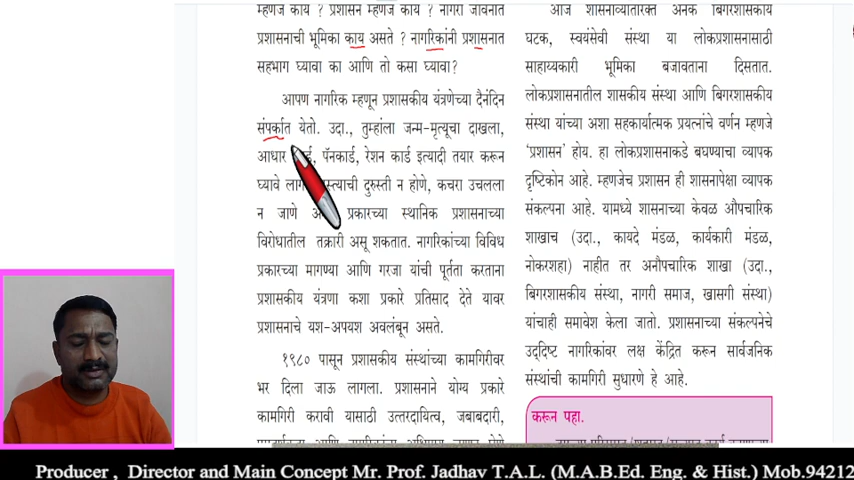 म्हणजे काय ? प्रशासन म्हणजे काय ? नागरी जीवनात
प्रशासनाची भूमिका काय असते ? नागरिकांनी प्रशासनात
सहभाग घ्यावा का आणि तो कसा घ्यावा?
आपण नागरिक म्हणून प्रशासकीय यंत्रणेच्या दैनंदिन
संपर्कात येतो. उदा., तुम्हांला जन्म-मृत्यूचा दाखला,
आधार पॅनकार्ड, रेशन कार्ड इत्यादी तयार करून
घ्यावे दुरुस्ती न होणे, कचरा उचलला
न जाणे प्रकारच्या स्थानिक प्रशासनाच्या
विरोधातील तक्रारी असू शकतात. नागरिकांच्या विविध
प्रकारच्या मागण्या आणि गरजा यांची पूर्तता करताना
प्रशासकीय यंत्रणा कशा प्रकारे प्रतिसाद देते यावर
प्रशासनाचे यश-अपयश अवलंबून असते.
१९८० पासून प्रशासकीय संस्थांच्या कामगिरीवर
भर दिला जाऊ लागला. प्रशासनाने योग्य प्रकारे
कामगिरी करावी यासाठी उत्तरदायित्व, जबाबदारी,
आज शासनाव्यतिरिक्त अनेक बिगरशासकीय
घटक, स्वयंसेवी संस्था या लोकप्रशासनासाठी
साहाय्यकारी भूमिका बजावताना दिसतात.
लोकप्रशासनातील शासकीय संस्था आणि बिगरशासकीय
संस्था यांच्या अशा सहकार्यात्मक प्रयत्नांचे वर्णन म्हणजे
'प्रशासन' होय. हा लोकप्रशासनाकडे बघण्याचा व्यापक
दृष्टिकोन आहे. म्हणजेच प्रशासन ही शासनापेक्षा व्यापक
संकल्पना आहे. यामध्ये शासनाच्या केवळ औपचारिक
शाखाच (उदा., कायदे मंडळ, कार्यकारी मंडळ,
नोकरशहा) नाहीत तर अनौपचारिक शाखा (उदा.,
बिगरशासकीय संस्था, नागरी समाज, खासगी संस्था)
यांचाही समावेश केला जातो. प्रशासनाच्या संकल्पनेचे
उद्दिष्ट नागरिकांवर लक्ष केंद्रित करून सार्वजनिक
संस्थांची कामगिरी सुधारणे हे आहे.
करून पहा.
Producer , Director and Main Concept Mr. Prof. Jadhav T.A.L. (M.A.B.Ed. Eng. & Hist.) Mob.94212